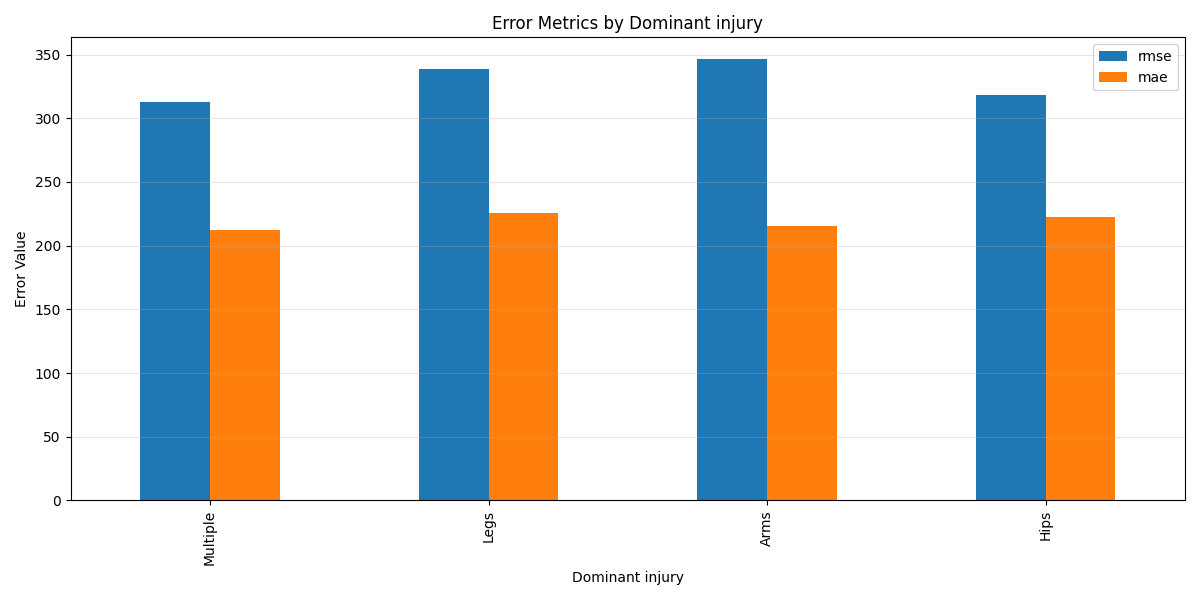 Error Metrics by Dominant injury
rmse
mae
Error Value
350
300
250
200
150
100
50
0
Multiple
Legs
Arms
Hips
Dominant injury